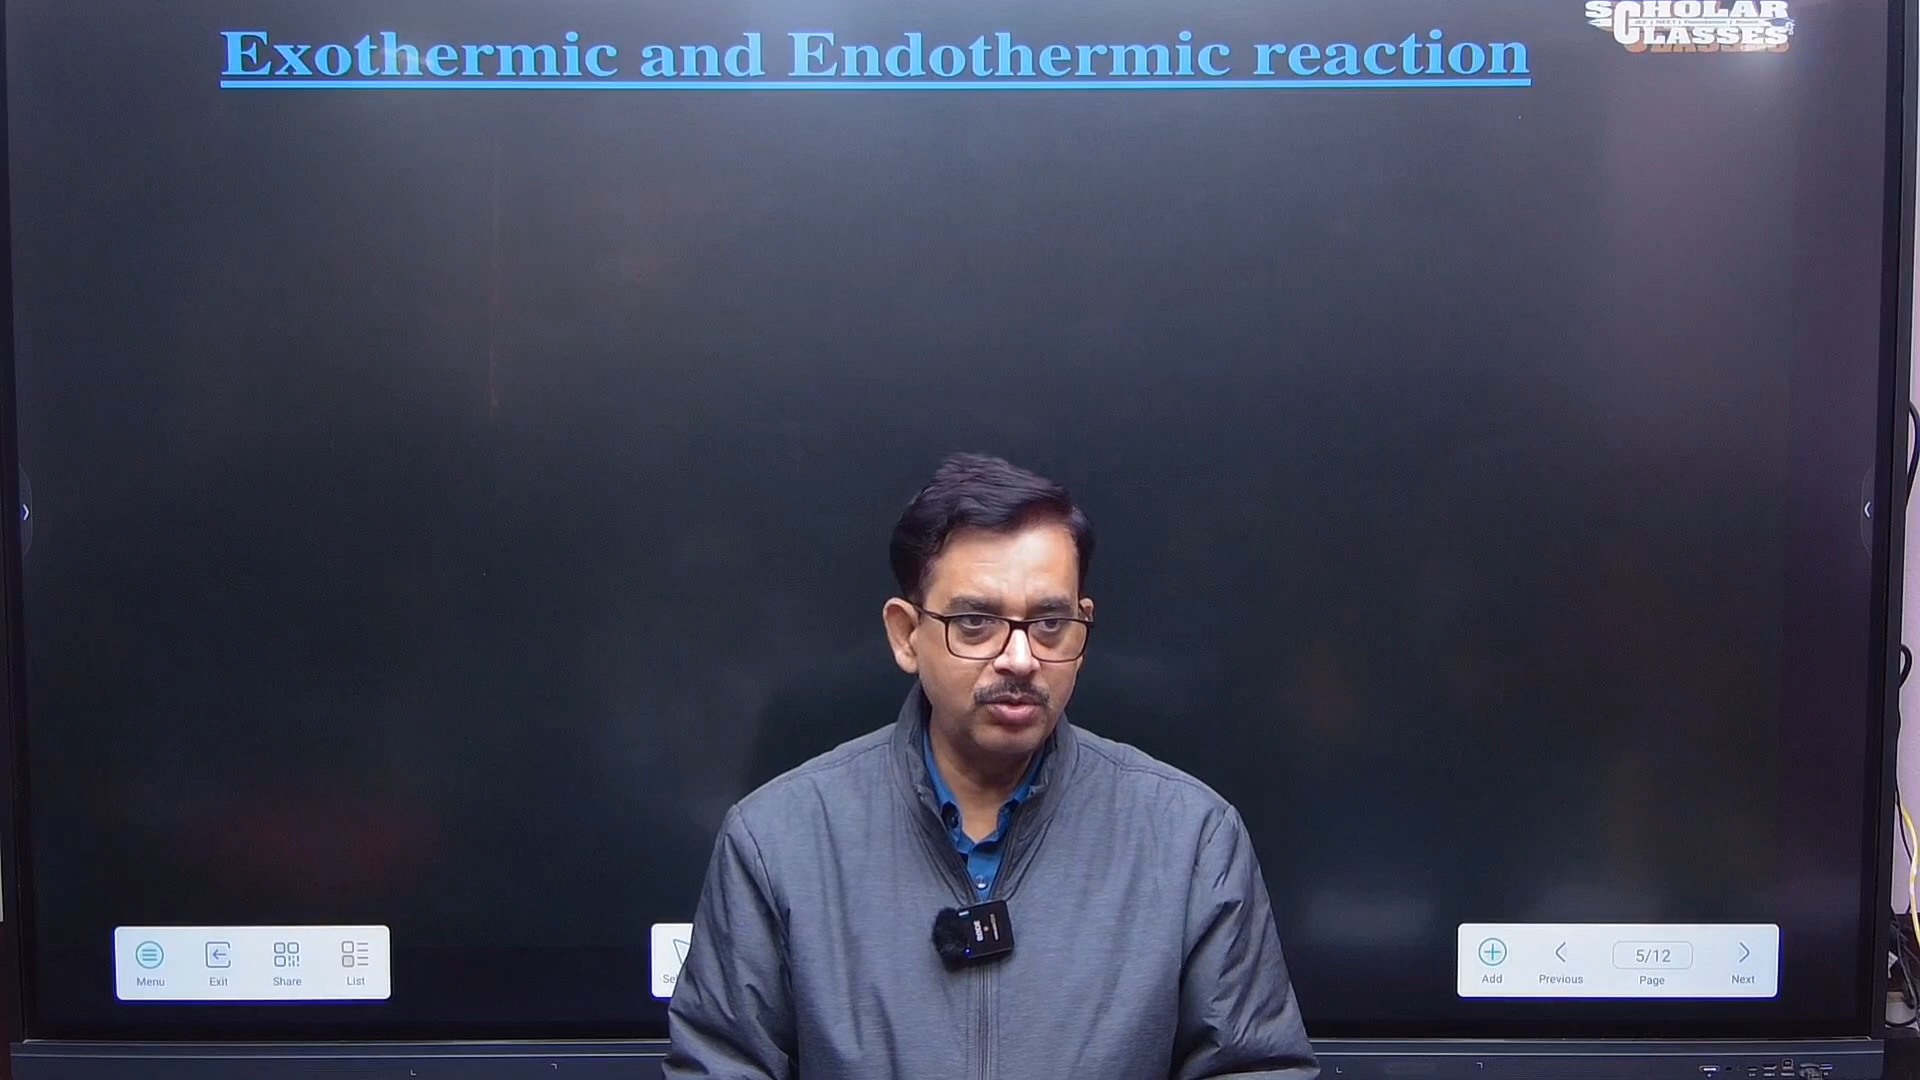 Exothermic and Endothermic reaction
SCHOLAR
CLASSES
Menu
Exit
Share
List
Add
Previous
5/12
Page
Next